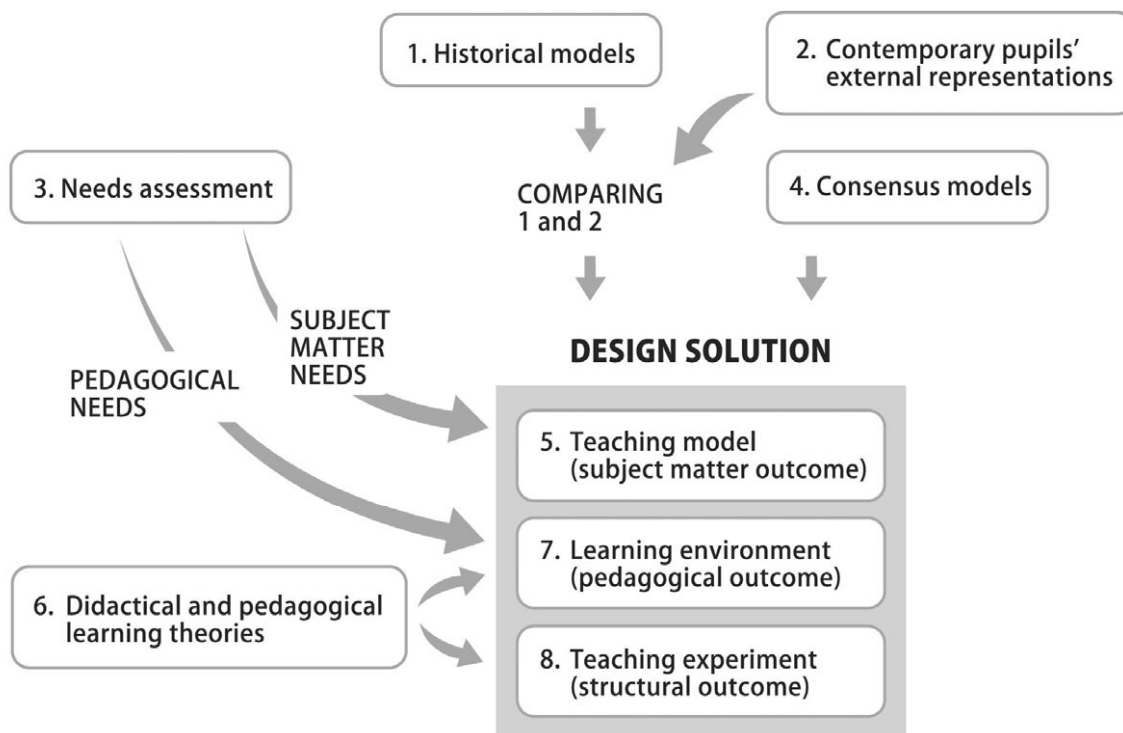 1. Historical models
2. Contemporary pupils’
external representations
3. Needs assessment
COMPARING
1 and 2
4. Consensus models
SUBJECT
MATTER
NEEDS
PEDAGOGICAL
NEEDS
DESIGN SOLUTION
5. Teaching model
(subject matter outcome)
7. Learning environment
(pedagogical outcome)
6. Didactical and pedagogical
learning theories
8. Teaching experiment
(structural outcome)